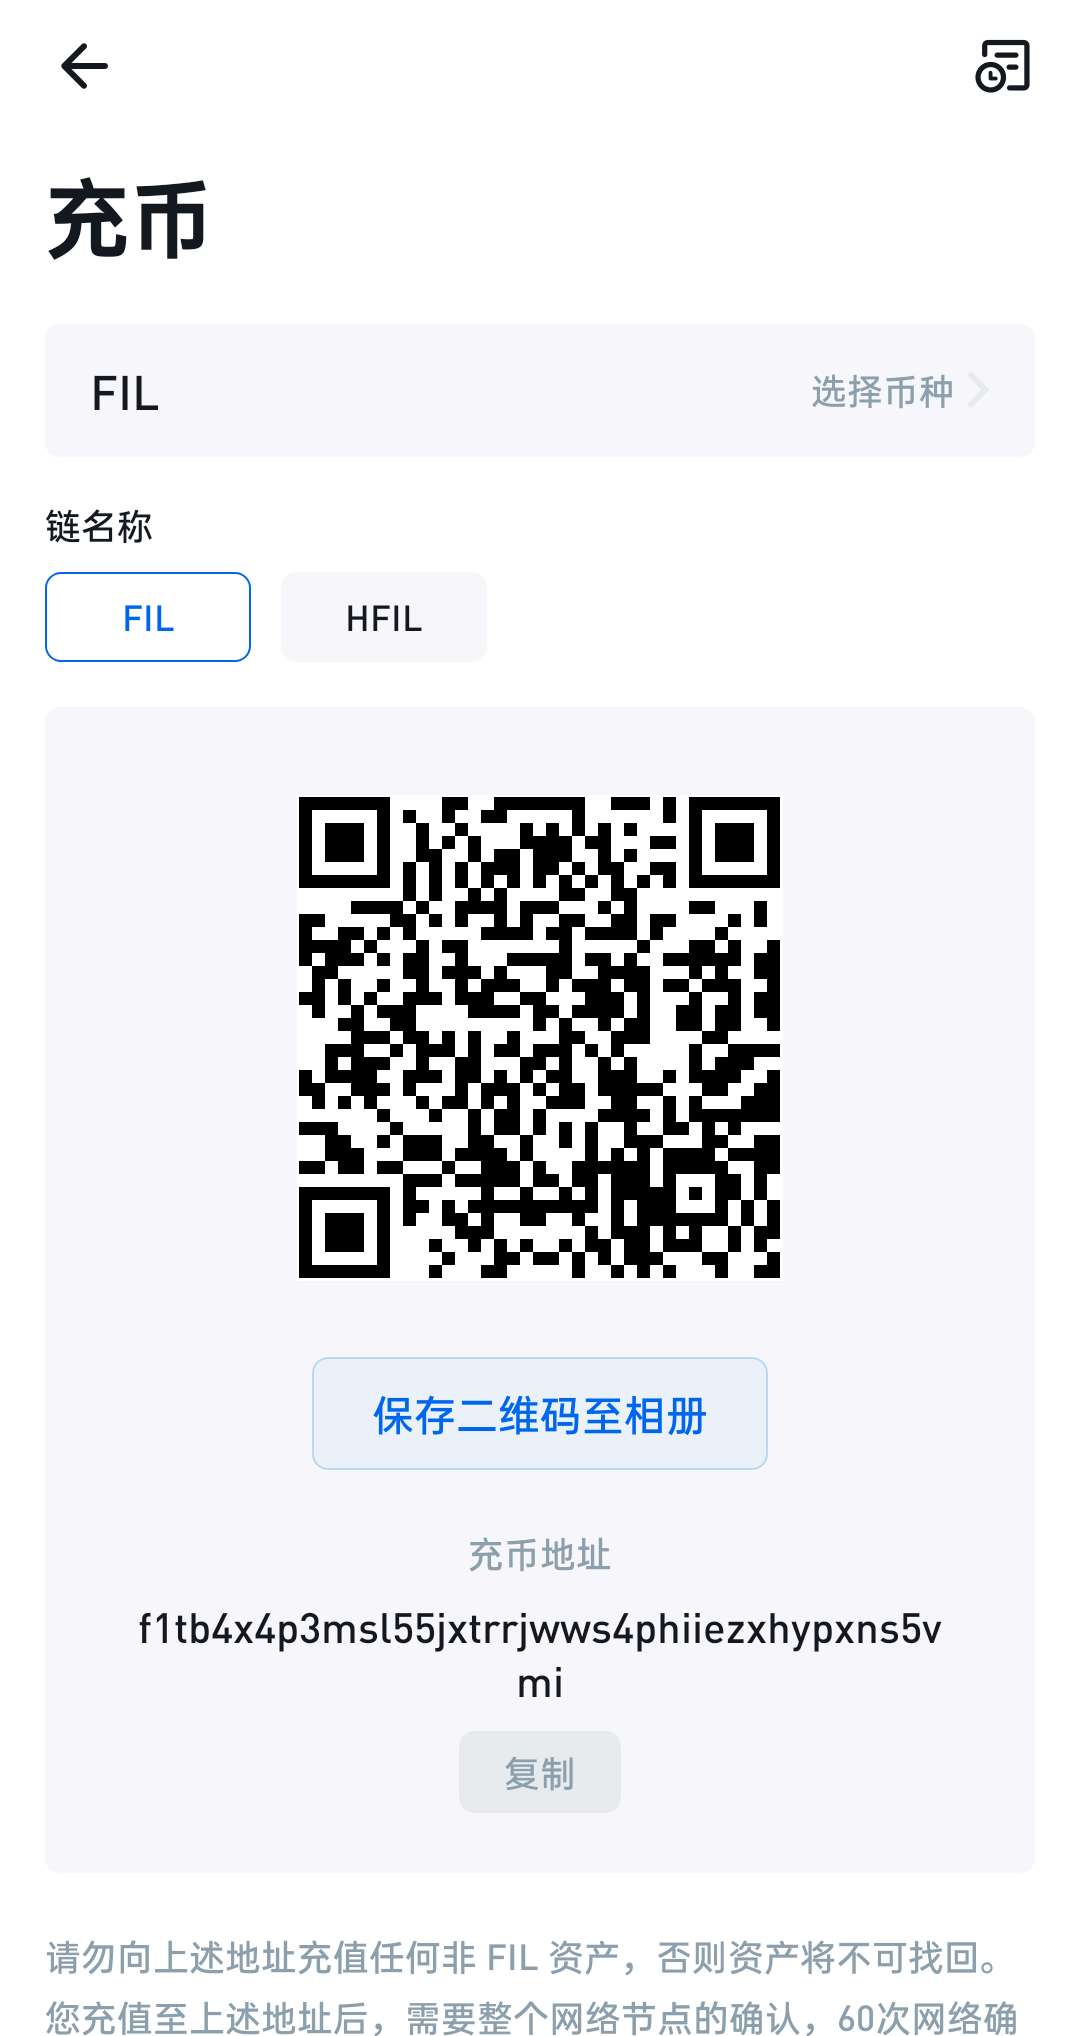 充币
FIL
选择币种
链名称
FIL
HFIL
保存二维码至相册
充币地址
f1tb4x4p3msl55jxtrrjwws4phiiezxhypxns5v
mi
复制
请勿向上述地址充值任何非 FIL 资产，否则资产将不可找回。
您充值至上述地址后，需要整个网络节点的确认，60次网络确